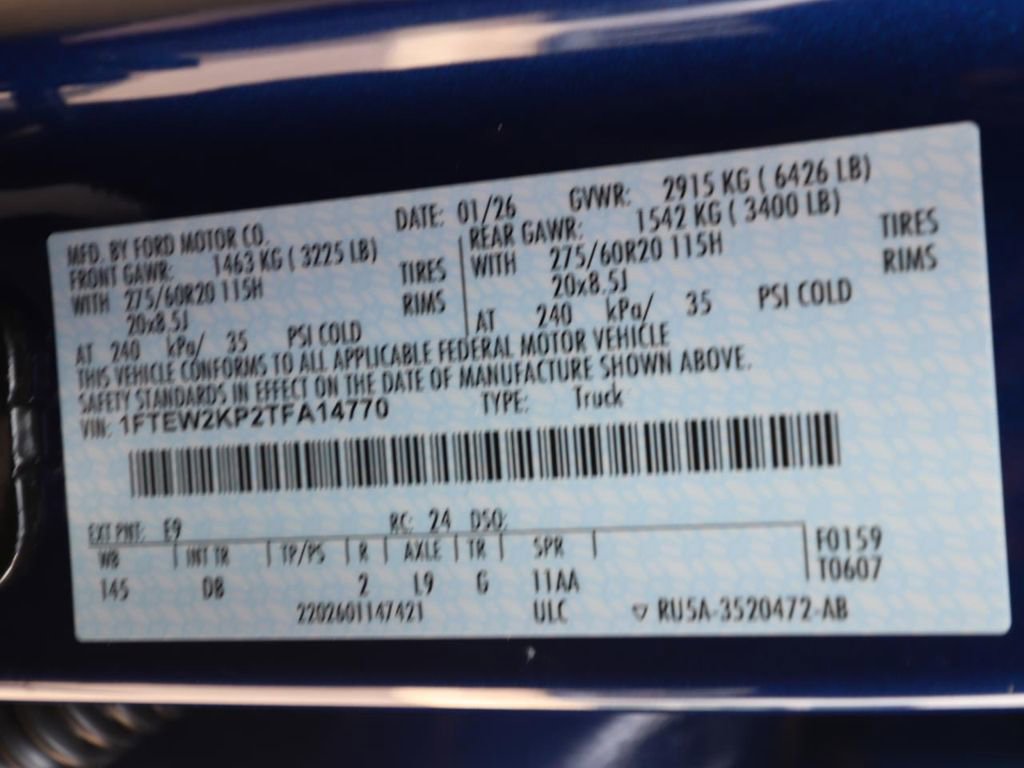 MFD. BY FORD MOTOR CO. DATE: 01/26 GVWR: 2915 KG ( 6426 LB)
FRONT GAWR: 1463 KG ( 3225 LB) REAR GAWR: 1542 KG ( 3400 LB)
WITH 275/60R20 115H TIRES WITH 275/60R20 115H TIRES
20x8.5J RIMS 20x8.5J RIMS
AT 240 kPa/ 35 PSI COLD AT 240 kPa/ 35 PSI COLD
THIS VEHICLE CONFORMS TO ALL APPLICABLE FEDERAL MOTOR VEHICLE
SAFETY STANDARDS IN EFFECT ON THE DATE OF MANUFACTURE SHOWN ABOVE.
VIN: 1FTEW2KP2TFA14770 TYPE: Truck
EXT PNT: E9 RC: 24 DSO:
WB INT TR TP/PS R AXLE TR SPR F0159
145 DB 2 L9 G 11AA T0607
2202601147421 ULC RU5A-3520472-AB